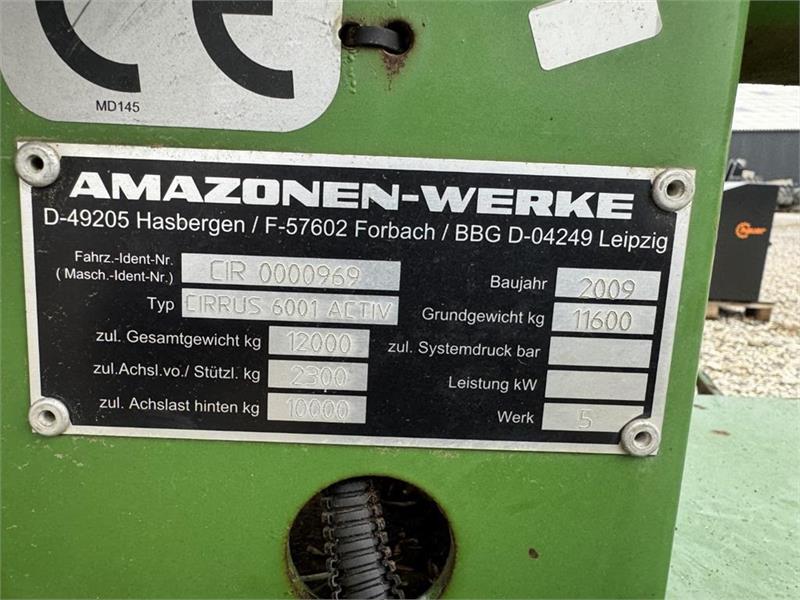 CE
MD145
AMAZONEN-WERKE
D-49205 Hasbergen / F-57602 Forbach / BBG D-04249 Leipzig
Fahrz.-Ident-Nr.
( Masch.-Ident-Nr.) CIR 0000969
Typ CIRRUS 6001 ACTIV
zul. Gesamtgewicht kg 12000
zul.Achsl.vo./ Stützl. kg 2300
zul. Achslast hinten kg 10000
Baujahr 2009
Grundgewicht kg 11600
zul. Systemdruck bar
Leistung kW
Werk 5